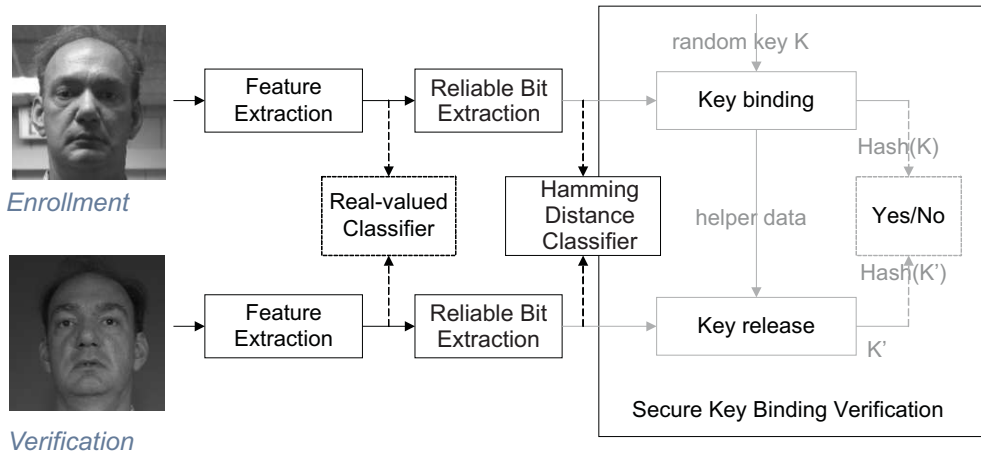 random key K
Feature
Extraction
Reliable Bit
Extraction
Key binding
Hash(K)
Enrollment
Real-valued
Classifier
Hamming
Distance
Classifier
helper data
Yes/No
Hash(K’)
Feature
Extraction
Reliable Bit
Extraction
Key release
K’
Secure Key Binding Verification
Verification